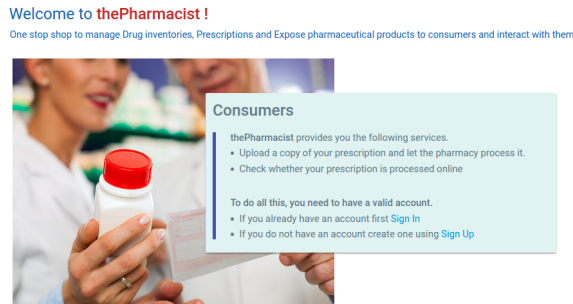 Welcome to thePharmacist !
One stop shop to manage Drug inventories, Prescriptions and Expose pharmaceutical products to consumers and interact with them
Consumers
thePharmacist provides you the following services.
• Upload a copy of your prescription and let the pharmacy process it.
• Check whether your prescription is processed online
To do all this, you need to have a valid account.
• If you already have an account first Sign In
• If you do not have an account create one using Sign Up